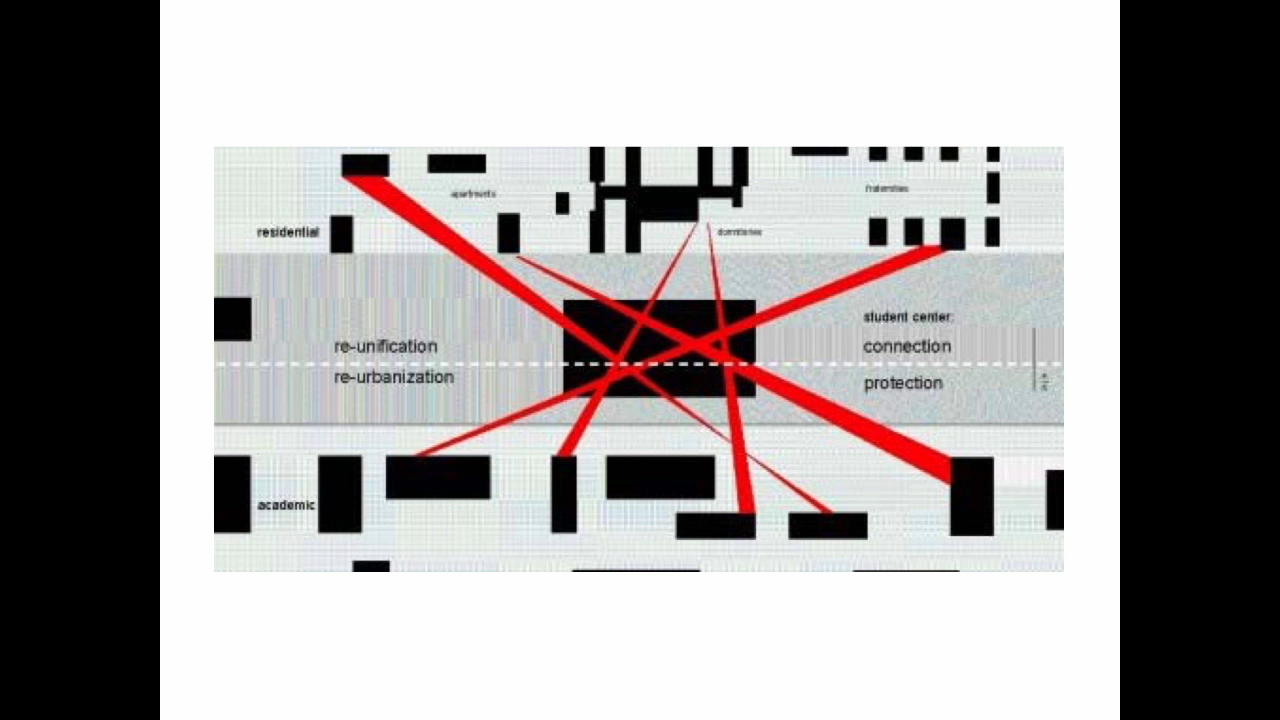 apartments
fraternities
residential
dormitories
student center:
re-unification
connection
re-urbanization
protection
academic